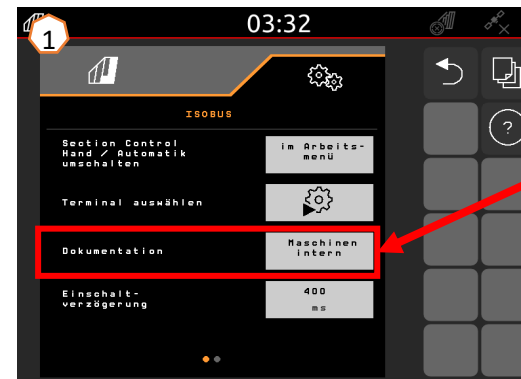 1
03:32
ISOBUS
Section Control
Hand / Automatik
umschalten
im Arbeits-
menü
Terminal auswählen
Dokumentation
Maschinen
intern
Einschalt-
verzögerung
400
ms
?